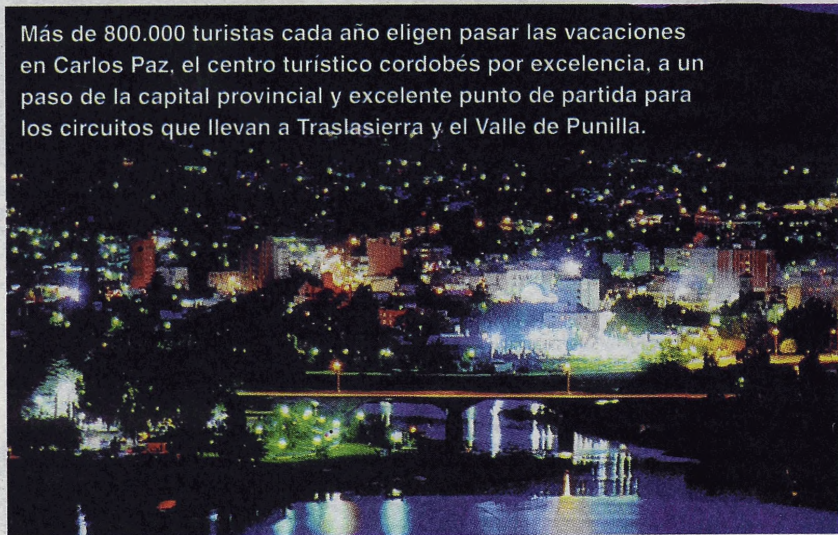 Más de 800.000 turistas cada año eligen pasar las vacaciones
en Carlos Paz, el centro turístico cordobés por excelencia, a un
paso de la capital provincial y excelente punto de partida para
los circuitos que llevan a Traslasierra y el Valle de Punilla.